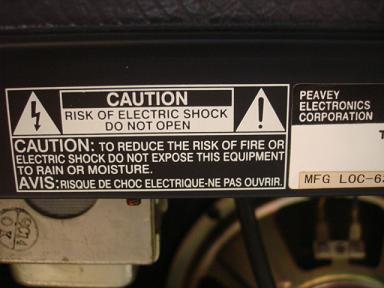 CAUTION
RISK OF ELECTRIC SHOCK
DO NOT OPEN
CAUTION: TO REDUCE THE RISK OF FIRE OR
ELECTRIC SHOCK DO NOT EXPOSE THIS EQUIPMENT
TO RAIN OR MOISTURE.
AVIS: RISQUE DE CHOC ELECTRIQUE-NE PAS OUVRIR.
PEAVEY
ELECTRONICS
CORPORATION
MFG LOC-6